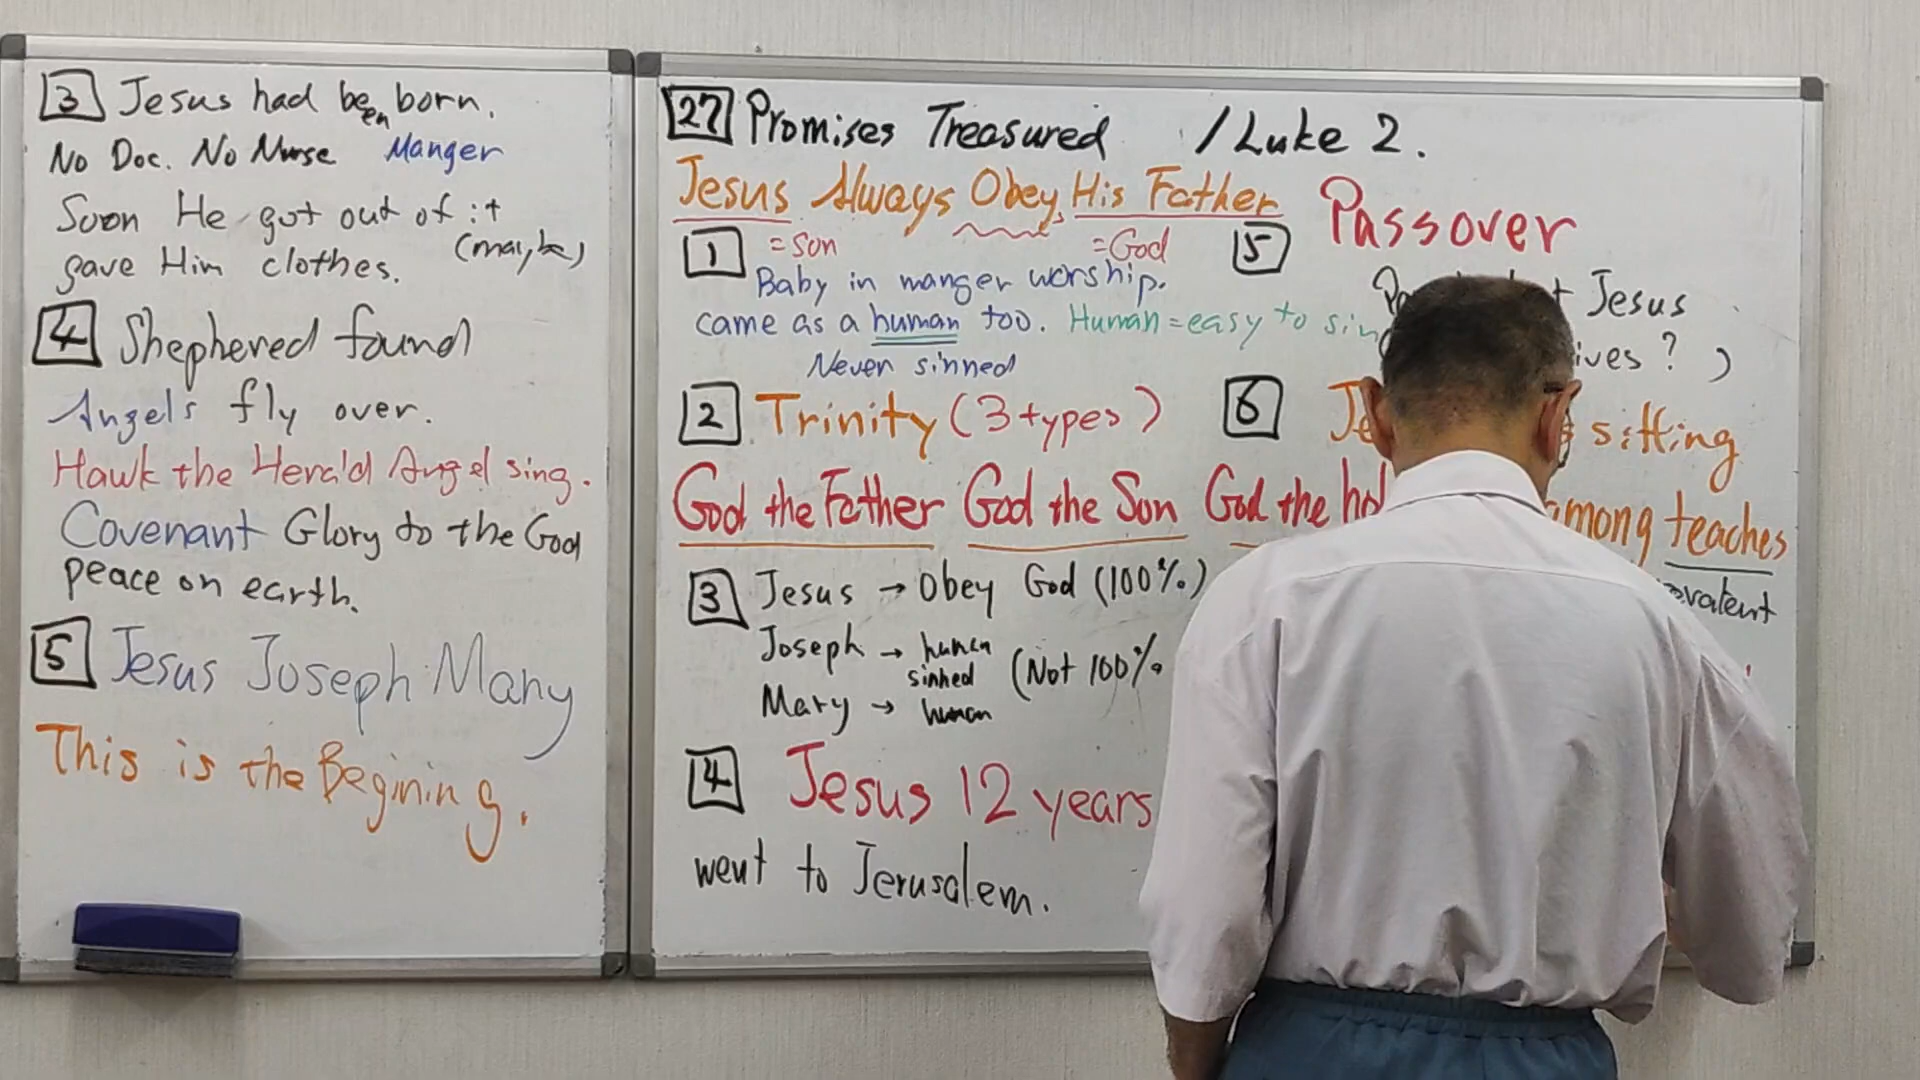 3 Jesus had been born.
No Doc. No Nurse Manger
Soon He got out of it
(maybe)
gave Him clothes.
4 Shephered found
Angels fly over.
Hawk the Herald Angel sing.
Covenant Glory to the God
peace on earth.
5 Jesus Joseph Many
This is the Begining.
27 Promises Treasured / Luke 2.
Jesus Always Obey, His Father
= Son = God
1 Baby in manger worship.
came as a human too. Human = easy to sin
Never sinned
2 Trinity (3 types)
God the Father God the Son God the
3 Jesus → Obey God (100%)
Joseph → human
sinned (Not 100%
Mary → human
4 Jesus 12 years
went to Jerusalem.
5 Passover
Jesus
?)
6 sitting
among teaches